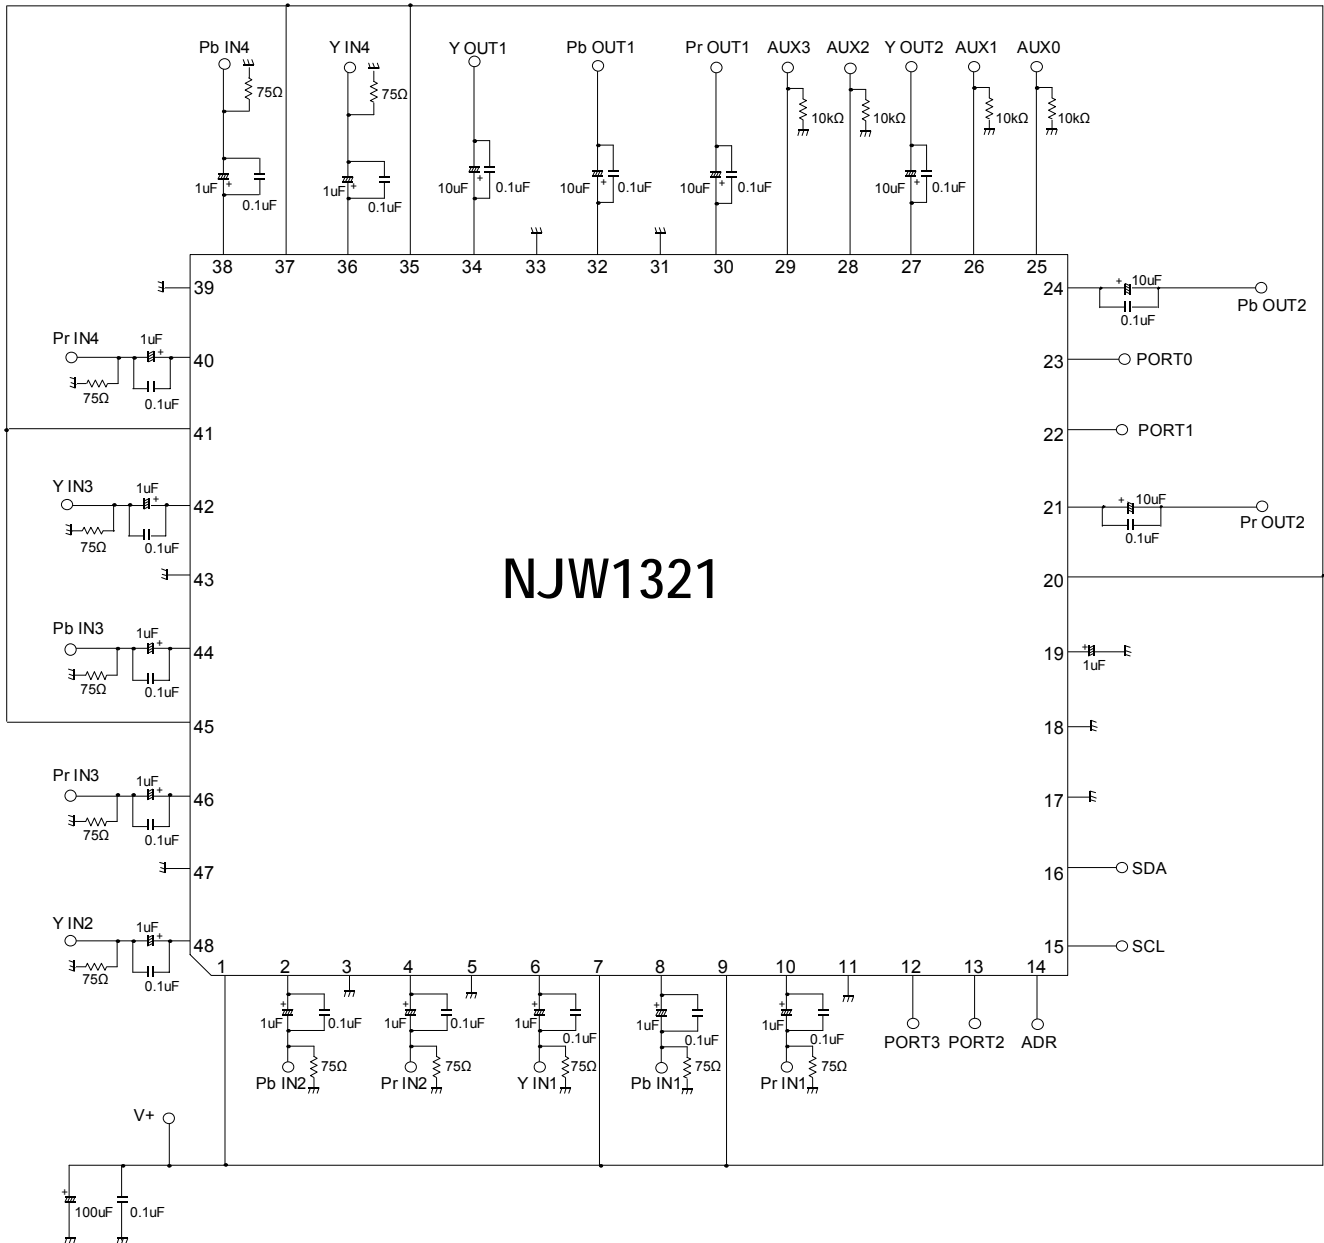 Pb IN4
Y IN4
Y OUT1
Pb OUT1
Pr OUT1
AUX3
AUX2
Y OUT2
AUX1
AUX0
75Ω
75Ω
10kΩ
10kΩ
10kΩ
10kΩ
1uF
+
0.1uF
1uF
+
0.1uF
10uF
+
0.1uF
10uF
+
0.1uF
10uF
+
0.1uF
10uF
+
0.1uF
38
37
36
35
34
33
32
31
30
29
28
27
26
25
39
24
+
10uF
0.1uF
Pb OUT2
Pr IN4
1uF
+
40
75Ω
0.1uF
23
PORT0
41
22
PORT1
Y IN3
1uF
+
42
75Ω
0.1uF
21
+
10uF
0.1uF
Pr OUT2
43
NJW1321
20
Pb IN3
1uF
+
44
75Ω
0.1uF
19
+
1uF
45
18
Pr IN3
1uF
+
46
75Ω
0.1uF
17
47
16
SDA
Y IN2
1uF
+
48
75Ω
0.1uF
15
SCL
1
2
3
4
5
6
7
8
9
10
11
12
13
14
+
1uF
0.1uF
+
1uF
0.1uF
+
1uF
0.1uF
+
1uF
0.1uF
+
1uF
0.1uF
PORT3
PORT2
ADR
75Ω
75Ω
75Ω
75Ω
75Ω
Pb IN2
Pr IN2
Y IN1
Pb IN1
Pr IN1
V+
+
100uF
0.1uF